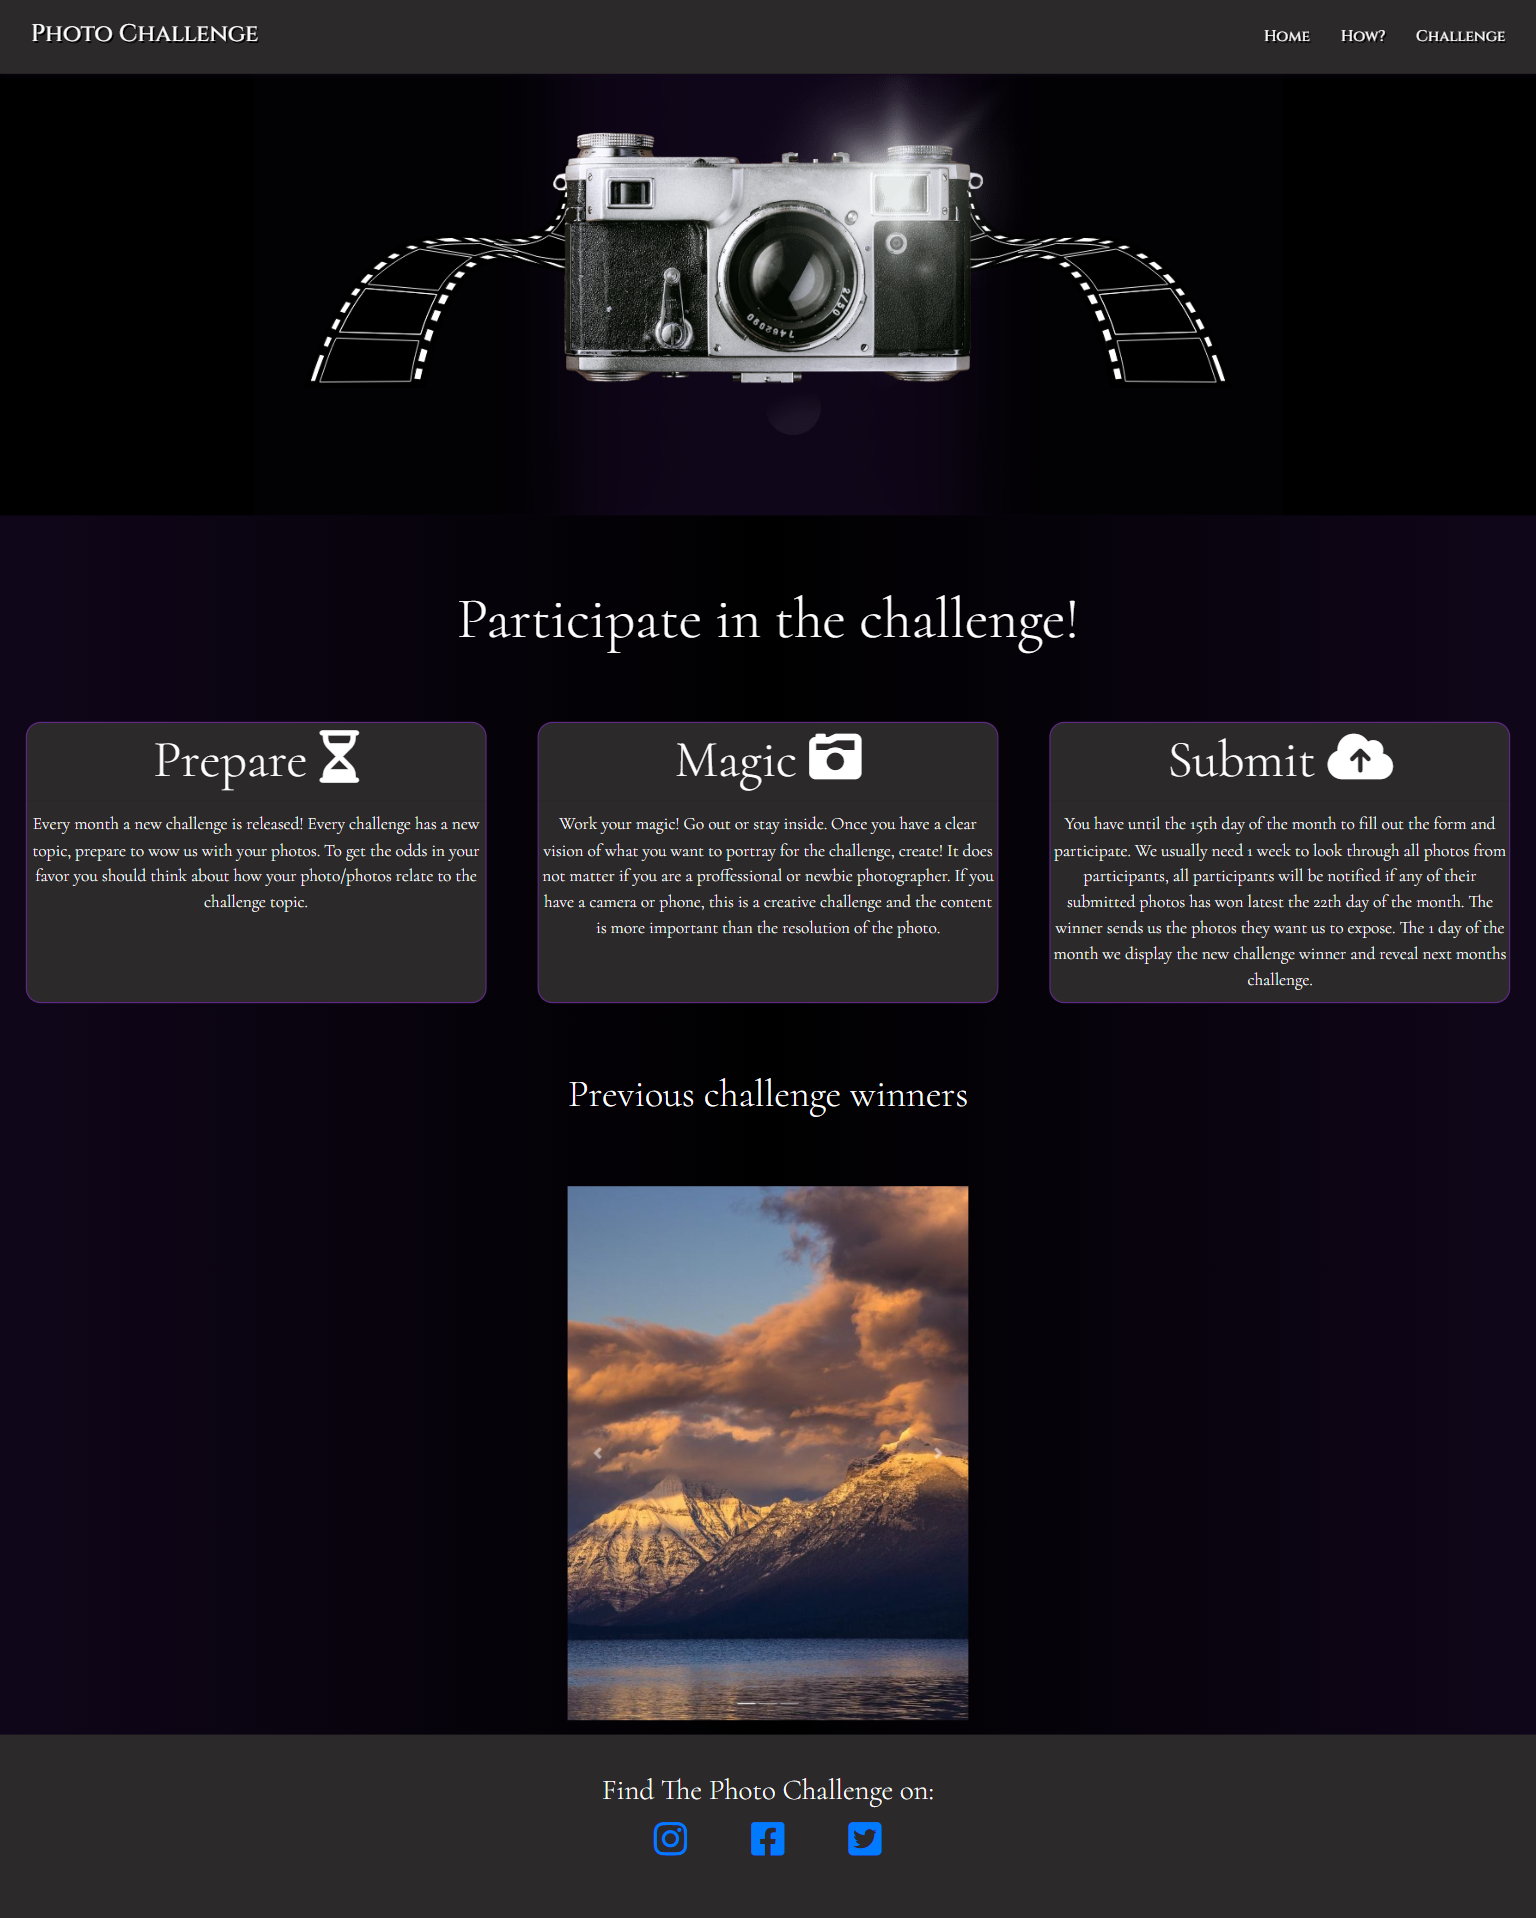 Photo Challenge
Home How? Challenge
2/50
7462090
Participate in the challenge!
Prepare
Every month a new challenge is released! Every challenge has a new
topic, prepare to wow us with your photos. To get the odds in your
favor you should think about how your photo/photos relate to the
challenge topic.
Magic
Work your magic! Go out or stay inside. Once you have a clear
vision of what you want to portray for the challenge, create! It does
not matter if you are a proffessional or newbie photographer. If you
have a camera or phone, this is a creative challenge and the content
is more important than the resolution of the photo.
Submit
You have until the 15th day of the month to fill out the form and
participate. We usually need 1 week to look through all photos from
participants, all participants will be notified if any of their
submitted photos has won latest the 22th day of the month. The
winner sends us the photos they want us to expose. The 1 day of the
month we display the new challenge winner and reveal next months
challenge.
Previous challenge winners
Find The Photo Challenge on: